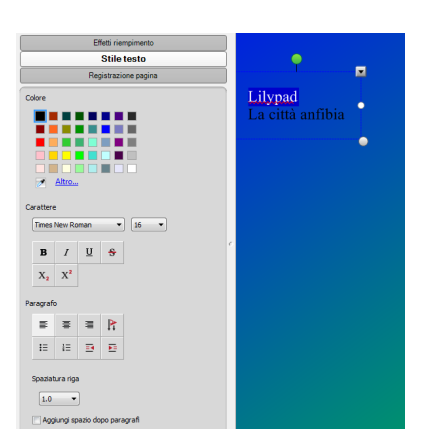 Effetti riempimento
Stile testo
Registrazione pagina
Colore
Altro...
Carattere
Times New Roman
16
B I U S
X₂ X²
Paragrafo
Spaziatura riga
1.0
Aggiungi spazio dopo paragrafi
Lilypad
La città anfibia